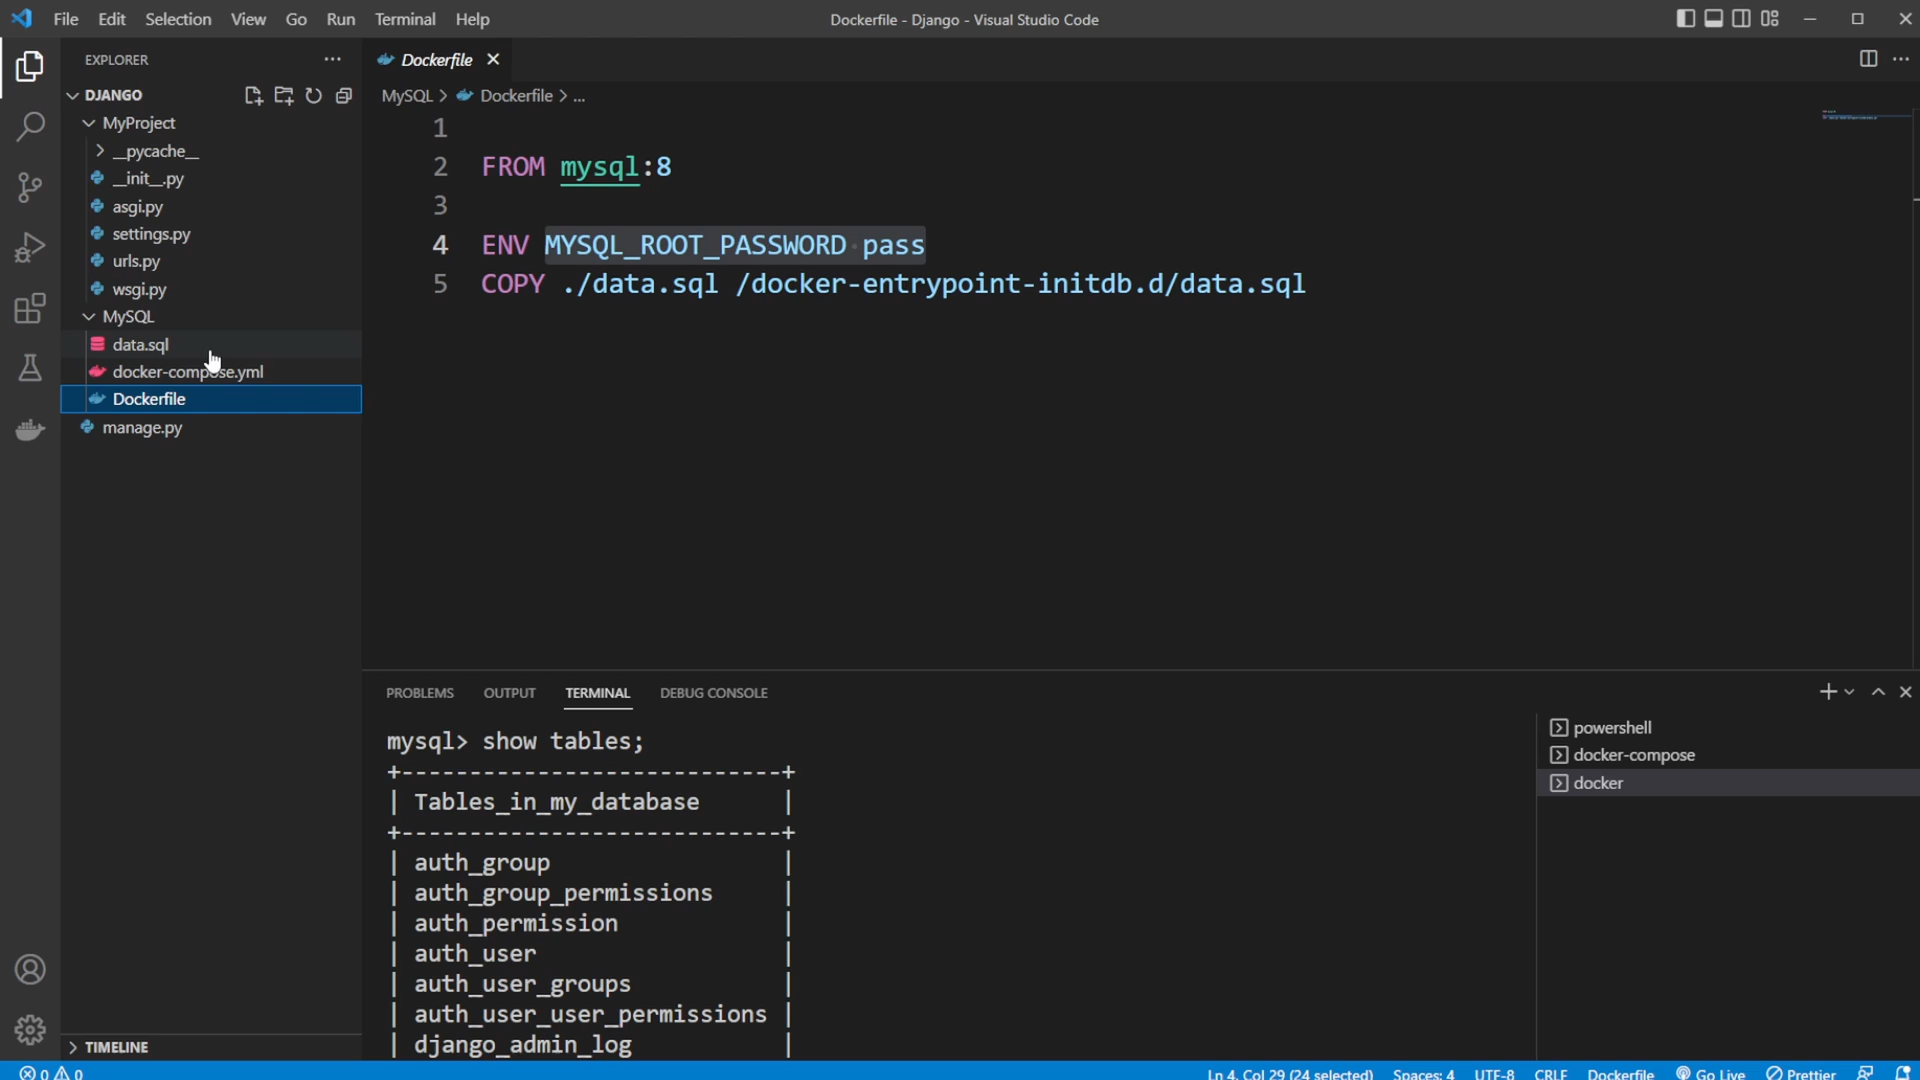 File Edit Selection View Go Run Terminal Help
Dockerfile - Django - Visual Studio Code
EXPLORER
DJANGO
MyProject
__pycache__
__init__.py
asgi.py
settings.py
urls.py
wsgi.py
MySQL
data.sql
docker-compose.yml
Dockerfile
manage.py
TIMELINE
Dockerfile
MySQL > Dockerfile > ...
1
2 FROM mysql:8
3
4 ENV MYSQL_ROOT_PASSWORD pass
5 COPY ./data.sql /docker-entrypoint-initdb.d/data.sql
PROBLEMS OUTPUT TERMINAL DEBUG CONSOLE
mysql> show tables;
+----------------------------+
| Tables_in_my_database |
+----------------------------+
| auth_group |
| auth_group_permissions |
| auth_permission |
| auth_user |
| auth_user_groups |
| auth_user_user_permissions |
| django_admin_log |
powershell
docker-compose
docker
0 0
Ln 4, Col 29 (24 selected) Spaces: 4 UTF-8 CRLF Dockerfile Go Live Prettier